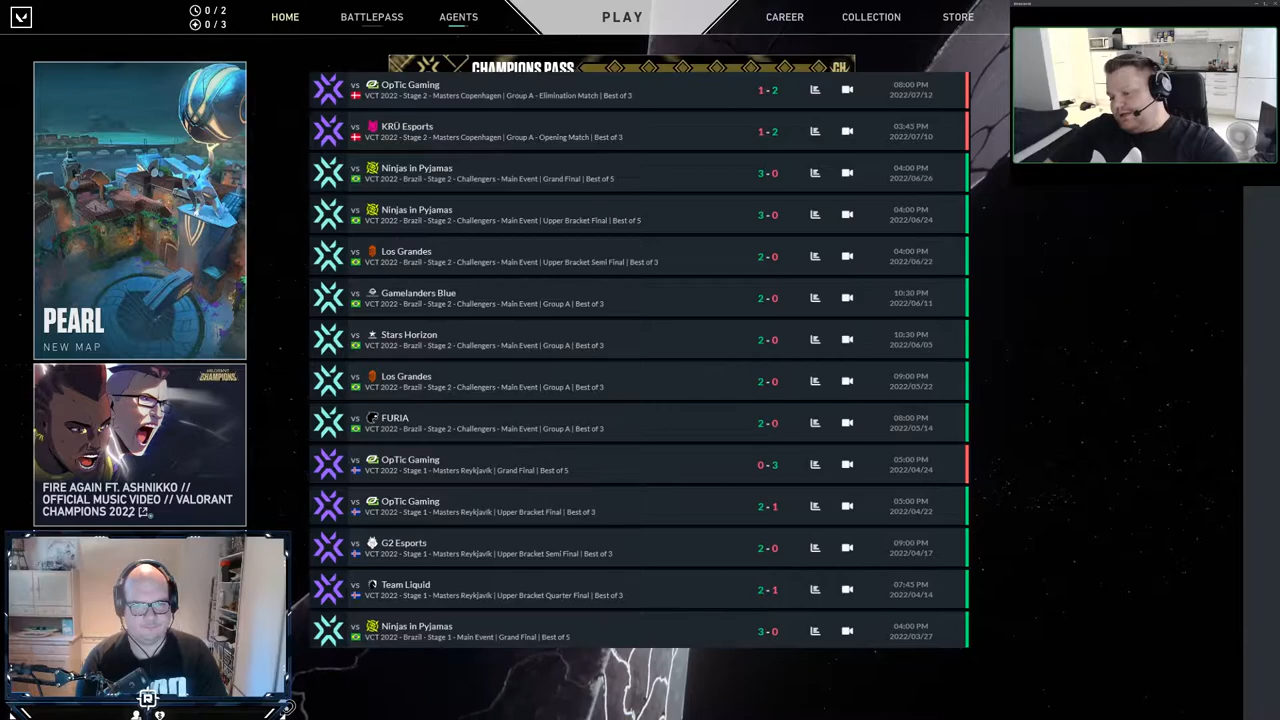 0 / 2
0 / 3
HOME
BATTLEPASS
AGENTS
PLAY
CAREER
COLLECTION
STORE
CHAMPIONS PASS
CH
vs OpTic Gaming
VCT 2022 - Stage 2 - Masters Copenhagen | Group A - Elimination Match | Best of 3
1 - 2
08:00 PM
2022/07/12
vs KRÜ Esports
VCT 2022 - Stage 2 - Masters Copenhagen | Group A - Opening Match | Best of 3
1 - 2
03:45 PM
2022/07/10
vs Ninjas in Pyjamas
VCT 2022 - Brazil - Stage 2 - Challengers - Main Event | Grand Final | Best of 5
3 - 0
04:00 PM
2022/06/26
vs Ninjas in Pyjamas
VCT 2022 - Brazil - Stage 2 - Challengers - Main Event | Upper Bracket Final | Best of 5
3 - 0
04:00 PM
2022/06/24
vs Los Grandes
VCT 2022 - Brazil - Stage 2 - Challengers - Main Event | Upper Bracket Semi Final | Best of 3
2 - 0
04:00 PM
2022/06/22
vs Gamelanders Blue
VCT 2022 - Brazil - Stage 2 - Challengers - Main Event | Group A | Best of 3
2 - 0
10:30 PM
2022/06/11
vs Stars Horizon
VCT 2022 - Brazil - Stage 2 - Challengers - Main Event | Group A | Best of 3
2 - 0
10:30 PM
2022/06/05
vs Los Grandes
VCT 2022 - Brazil - Stage 2 - Challengers - Main Event | Group A | Best of 3
2 - 0
09:00 PM
2022/05/22
vs FURIA
VCT 2022 - Brazil - Stage 2 - Challengers - Main Event | Group A | Best of 3
2 - 0
08:00 PM
2022/05/14
vs OpTic Gaming
VCT 2022 - Stage 1 - Masters Reykjavík | Grand Final | Best of 5
0 - 3
05:00 PM
2022/04/24
vs OpTic Gaming
VCT 2022 - Stage 1 - Masters Reykjavík | Upper Bracket Final | Best of 3
2 - 1
05:00 PM
2022/04/22
vs G2 Esports
VCT 2022 - Stage 1 - Masters Reykjavík | Upper Bracket Semi Final | Best of 3
2 - 0
09:00 PM
2022/04/17
vs Team Liquid
VCT 2022 - Stage 1 - Masters Reykjavík | Upper Bracket Quarter Final | Best of 3
2 - 1
07:45 PM
2022/04/14
vs Ninjas in Pyjamas
VCT 2022 - Brazil - Stage 1 - Main Event | Grand Final | Best of 5
3 - 0
04:00 PM
2022/03/27
PEARL
NEW MAP
VALORANT
CHAMPIONS
FIRE AGAIN FT. ASHNIKKO //
OFFICIAL MUSIC VIDEO // VALORANT
CHAMPIONS 2022